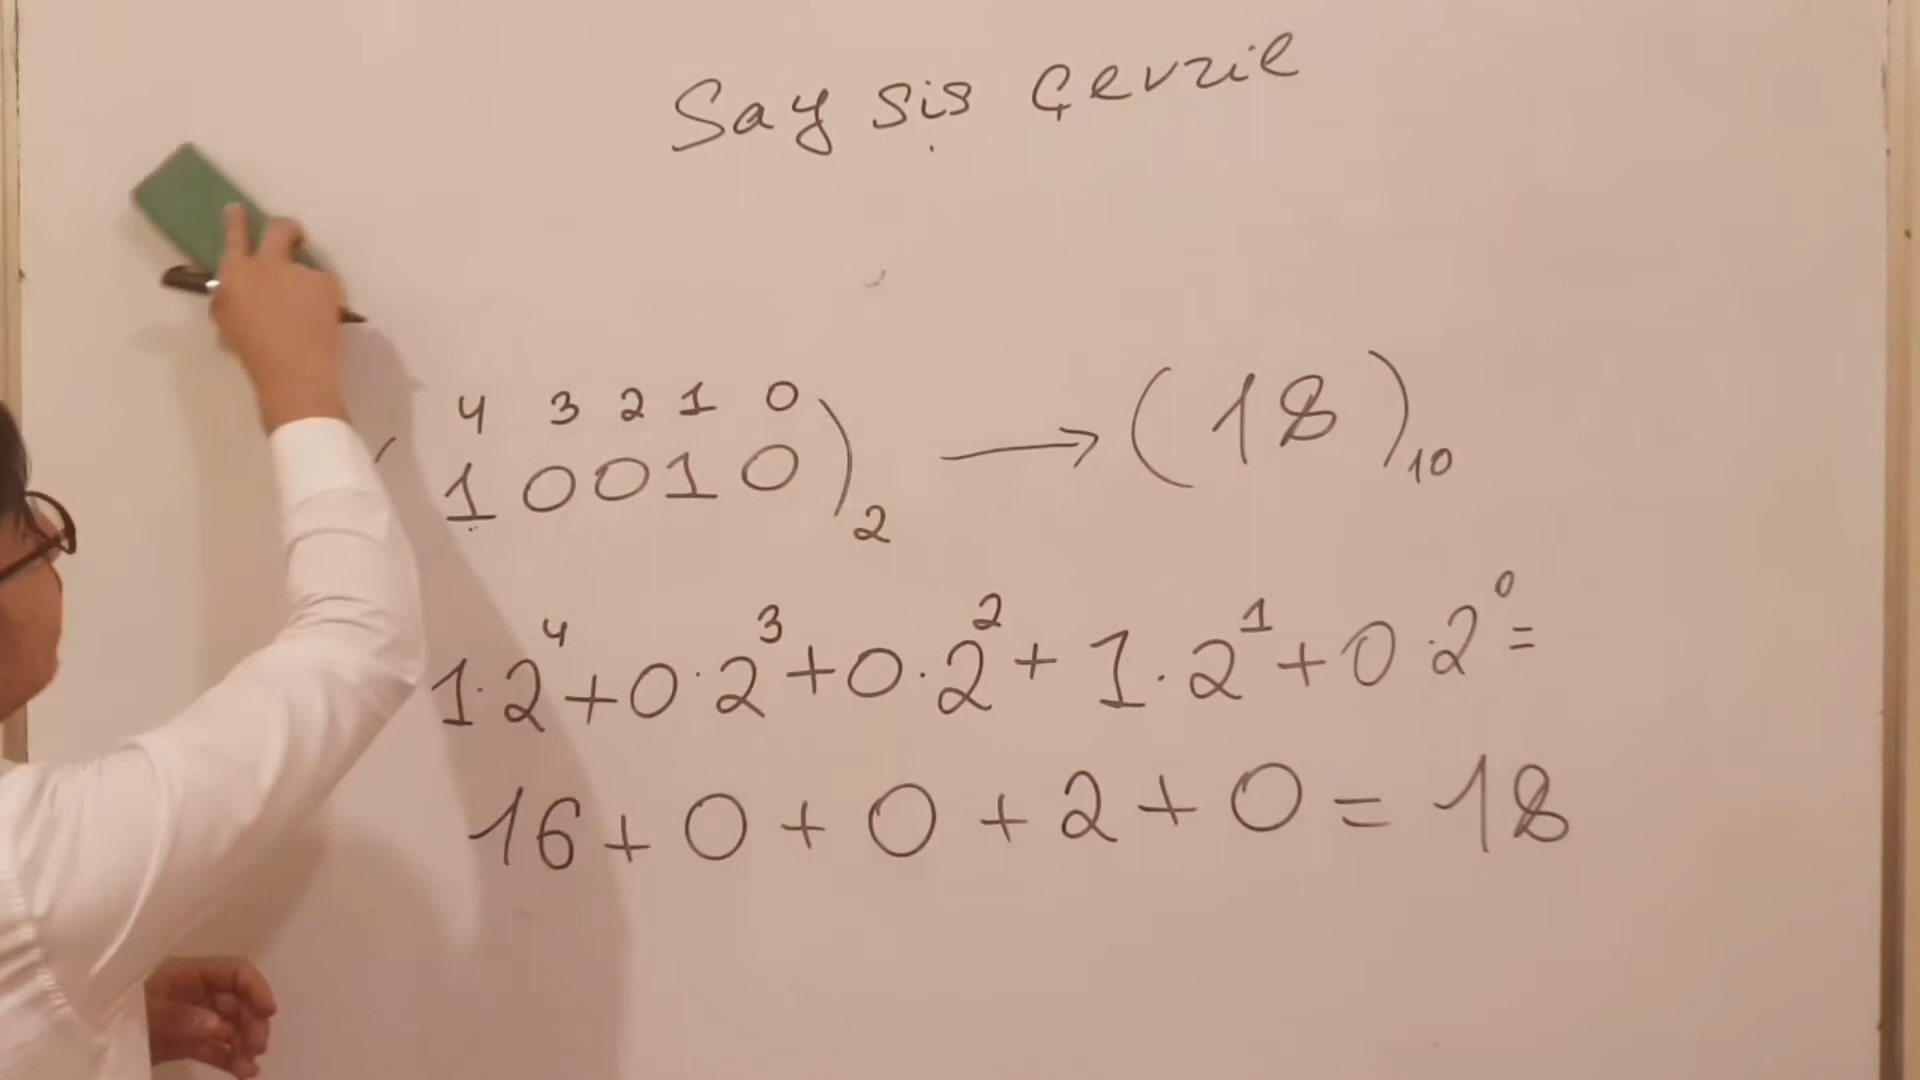 Say sis çevril
4 3 2 1 0
(10010)₂ → (18)₁₀
1·2⁴+0·2³+0·2²+1·2¹+0·2⁰=
16+0+0+2+0=18